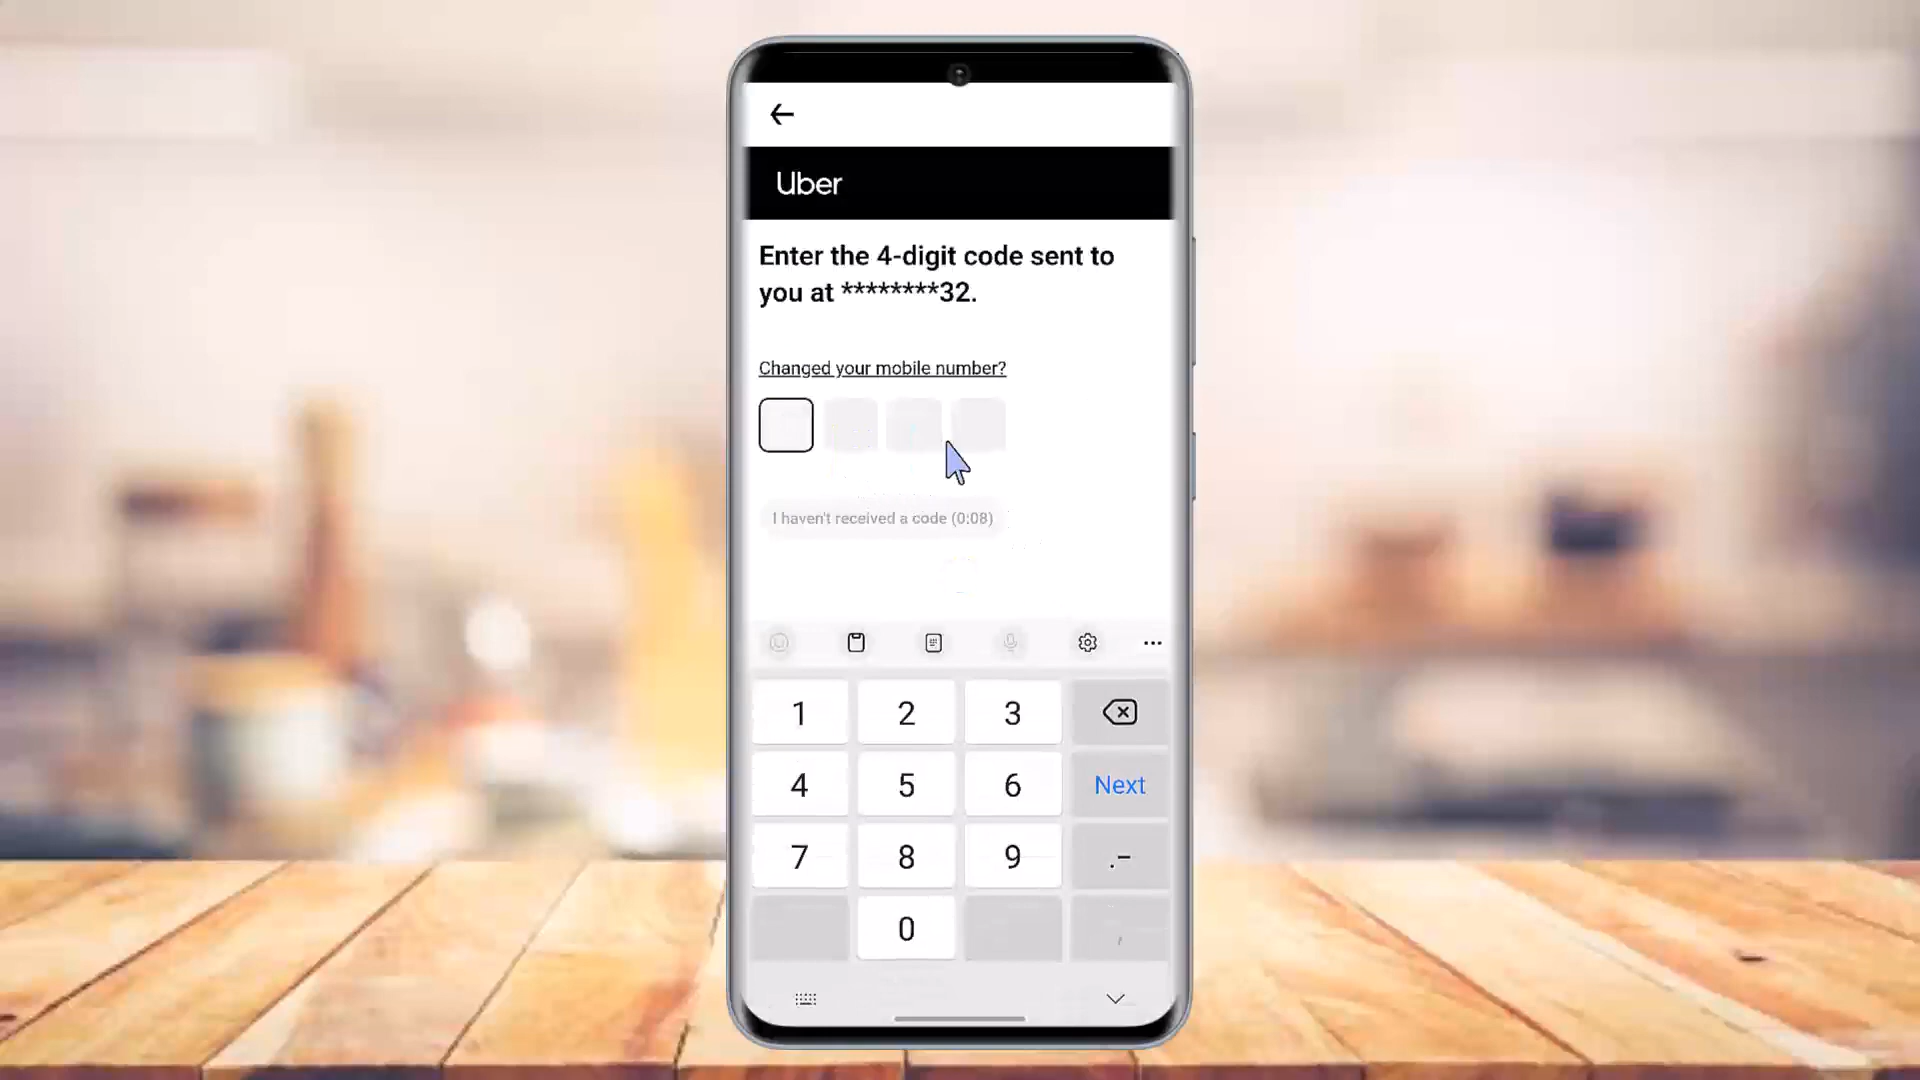 Uber
Enter the 4-digit code sent to
you at ********32.
Changed your mobile number?
I haven't received a code (0:08)
1 2 3
4 5 6 Next
7 8 9 .-
0 ,